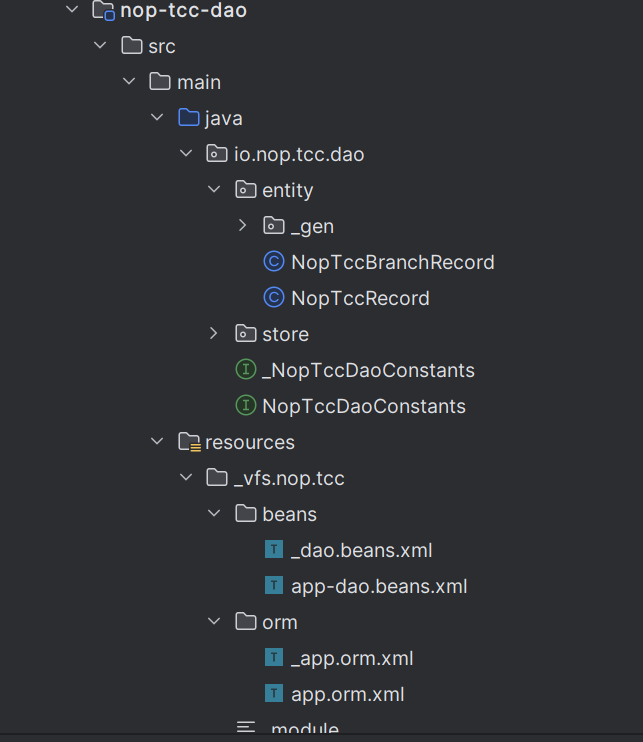 nop-tcc-dao
src
main
java
io.nop.tcc.dao
entity
_gen
C NopTccBranchRecord
C NopTccRecord
store
I _NopTccDaoConstants
I NopTccDaoConstants
resources
_vfs.nop.tcc
beans
T _dao.beans.xml
T app-dao.beans.xml
orm
T _app.orm.xml
T app.orm.xml
_module